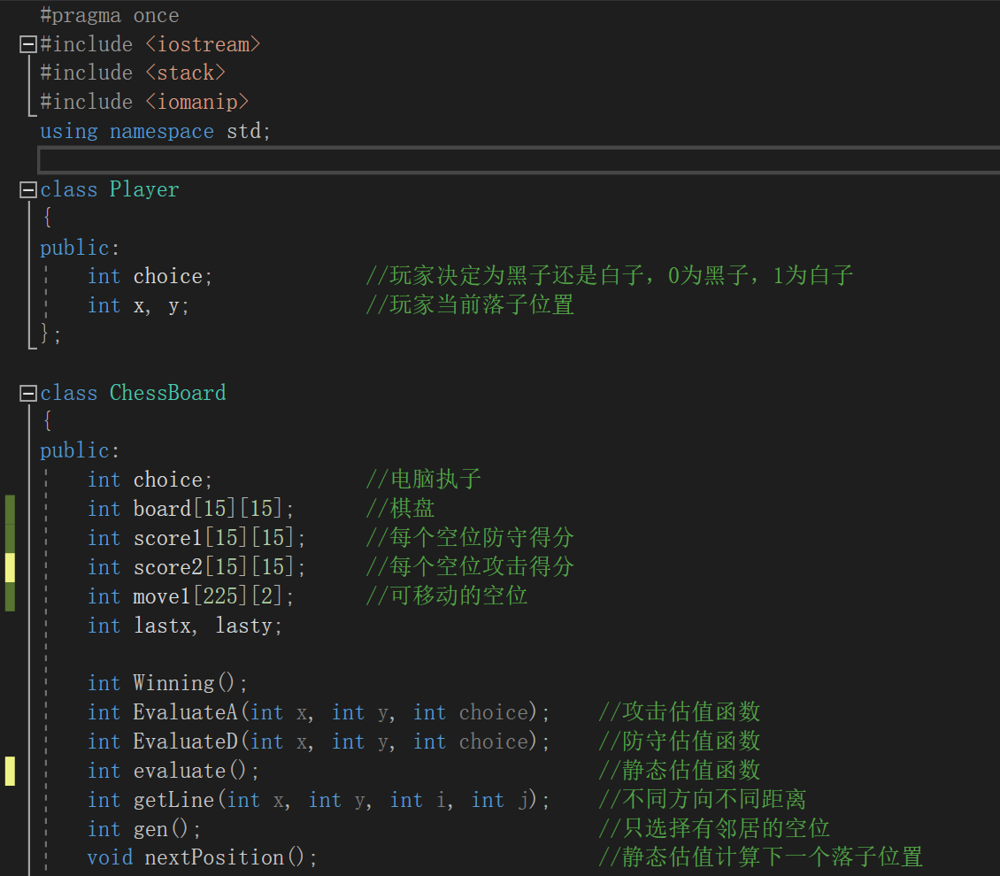 #pragma once
#include <iostream>
#include <stack>
#include <iomanip>
using namespace std;
class Player
{
public:
int choice; //玩家决定为黑子还是白子，0为黑子，1为白子
int x, y; //玩家当前落子位置
};
class ChessBoard
{
public:
int choice; //电脑执子
int board[15][15]; //棋盘
int score1[15][15]; //每个空位防守得分
int score2[15][15]; //每个空位攻击得分
int move1[225][2]; //可移动的空位
int lastx, lasty;
int Winning();
int EvaluateA(int x, int y, int choice); //攻击估值函数
int EvaluateD(int x, int y, int choice); //防守估值函数
int evaluate(); //静态估值函数
int getLine(int x, int y, int i, int j); //不同方向不同距离
int gen(); //只选择有邻居的空位
void nextPosition(); //静态估值计算下一个落子位置